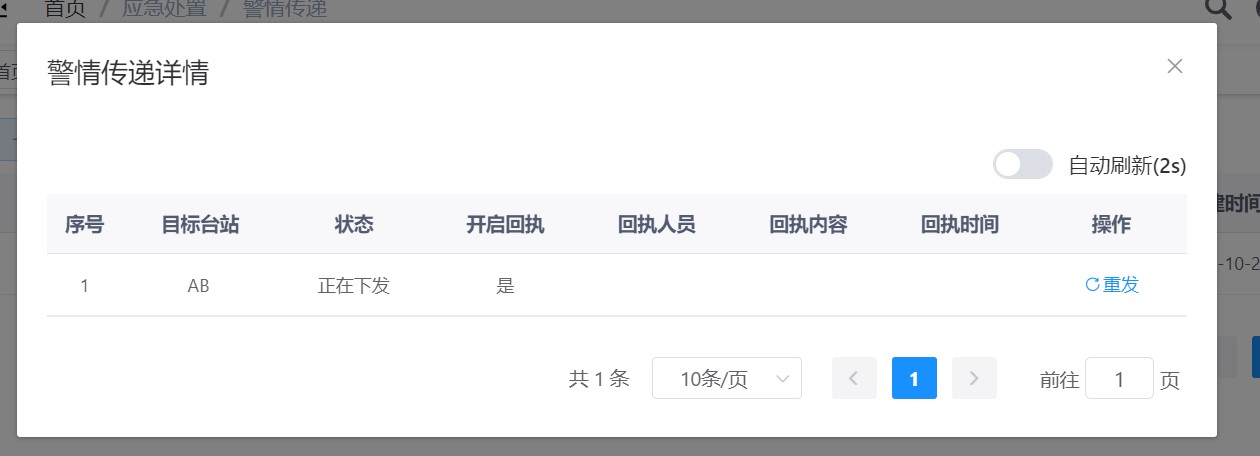 首页 / 应急处置 / 警情传递
警情传递详情
自动刷新(2s)
序号 目标台站 状态 开启回执 回执人员 回执内容 回执时间 操作
1 AB 正在下发 是 重发
共 1 条 10条/页 1 前往 1 页